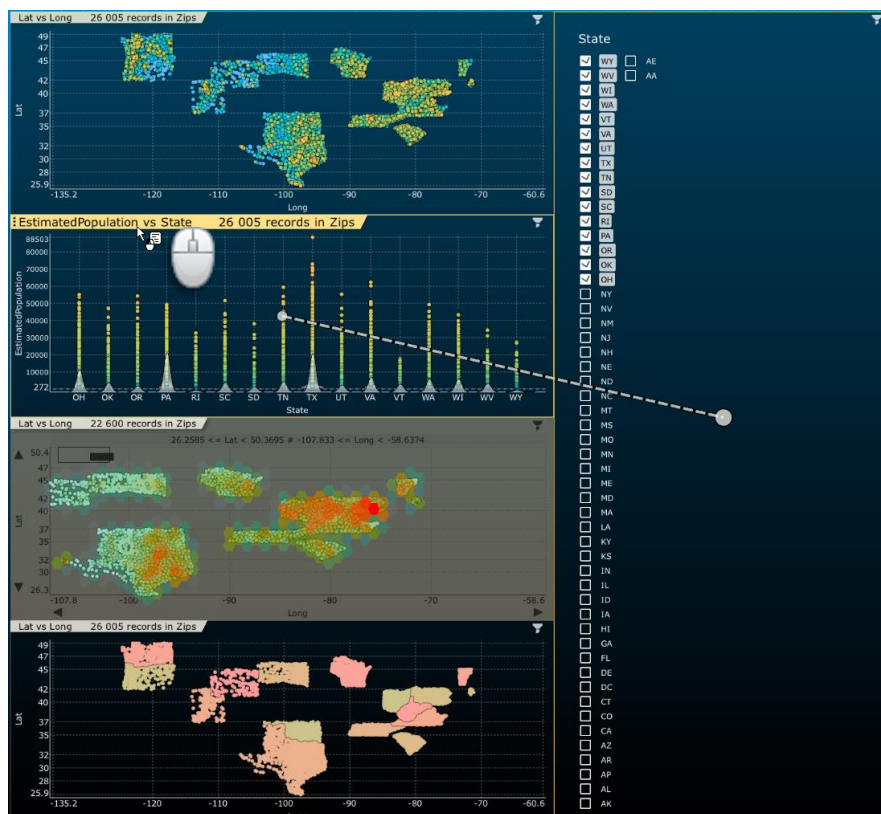 Lat vs Long 26 005 records in Zips
49
47
45
42
40
37
35
32
30
28
25.9
Lat
-135.2 -120 -110 -100 -90 -80 -70 -60.6
Long
EstimatedPopulation vs State 26 005 records in Zips
88503
80000
70000
60000
50000
40000
30000
20000
10000
272
EstimatedPopulation
OH OK OR PA RI SC SD TN TX UT VA VT WA WI WV WY
State
Lat vs Long 22 600 records in Zips
26.2585 <= Lat < 50.3695 # -107.833 <= Long < -58.6374
50.4
47
45
42
40
37
35
32
30
26.3
Lat
-107.8 -100 -90 -80 -70 -58.6
Long
Lat vs Long 26 005 records in Zips
49
47
45
42
40
37
35
32
30
28
25.9
Lat
-135.2 -120 -110 -100 -90 -80 -70 -60.6
State
WY AE
WV AA
WI
WA
VT
VA
UT
TX
TN
SD
SC
RI
PA
OR
OK
OH
NY
NV
NM
NJ
NH
NE
ND
NC
MT
MS
MO
MN
MI
ME
MD
MA
LA
KY
KS
IN
IL
ID
IA
HI
GA
FL
DE
DC
CT
CO
CA
AZ
AR
AP
AL
AK